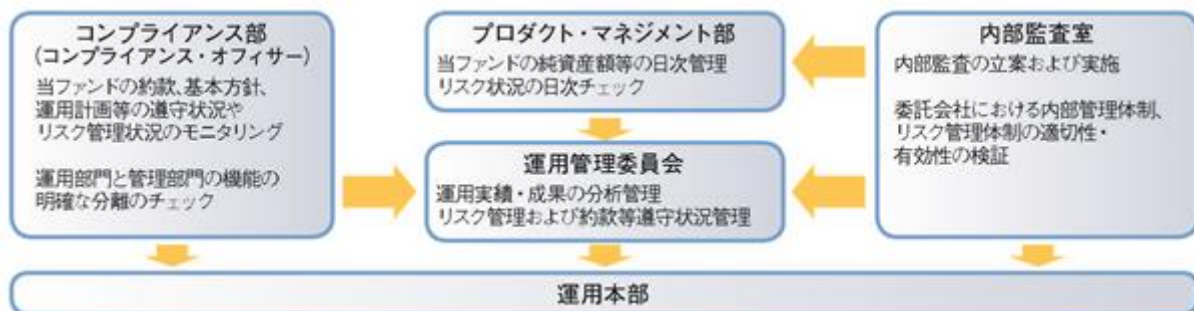 コンプライアンス部
(コンプライアンス・オフィサー)
当ファンドの約款、基本方針、
運用計画等の遵守状況や
リスク管理状況のモニタリング
運用部門と管理部門の機能の
明確な分離のチェック
プロダクト・マネジメント部
当ファンドの純資産額等の日次管理
リスク状況の日次チェック
運用管理委員会
運用実績・成果の分析管理
リスク管理および約款等遵守状況管理
内部監査室
内部監査の立案および実施
委託会社における内部管理体制、
リスク管理体制の適切性・
有効性の検証
運用本部